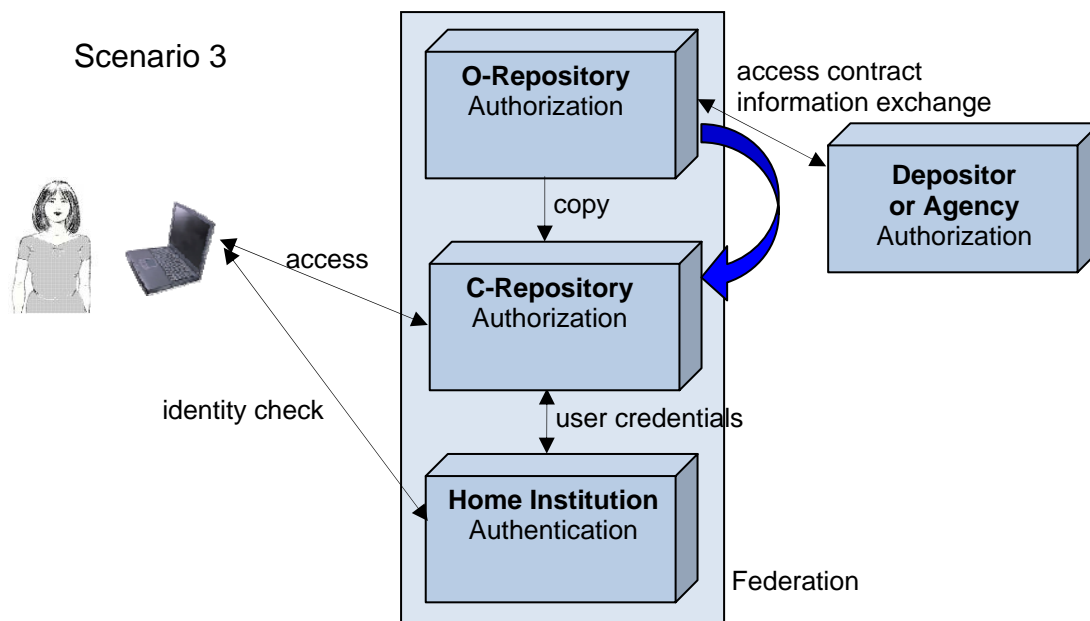 Scenario 3
O-Repository
Authorization
access contract
information exchange
Depositor
or Agency
Authorization
copy
access
C-Repository
Authorization
identity check
user credentials
Home Institution
Authentication
Federation